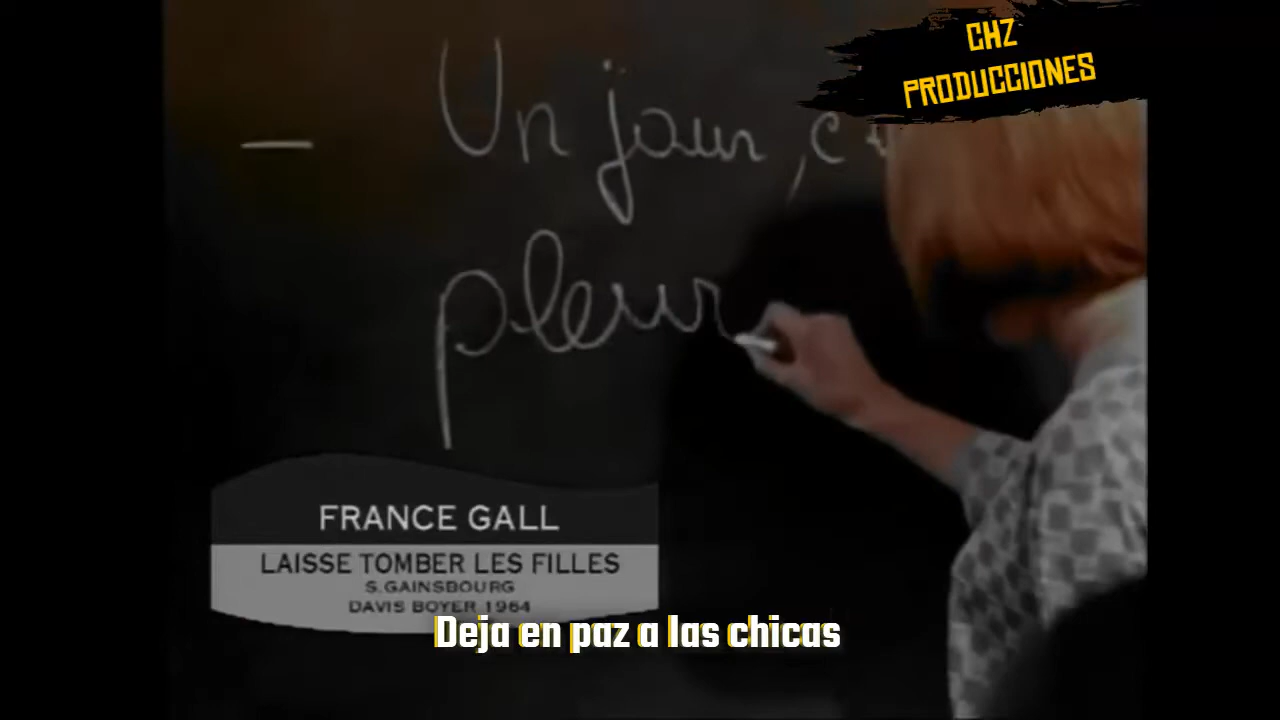 CHZ
PRODUCCIONES
— Un jour, c
pleur
FRANCE GALL
LAISSE TOMBER LES FILLES
S.GAINSBOURG
DAVIS BOYER 1964
Deja en paz a las chicas